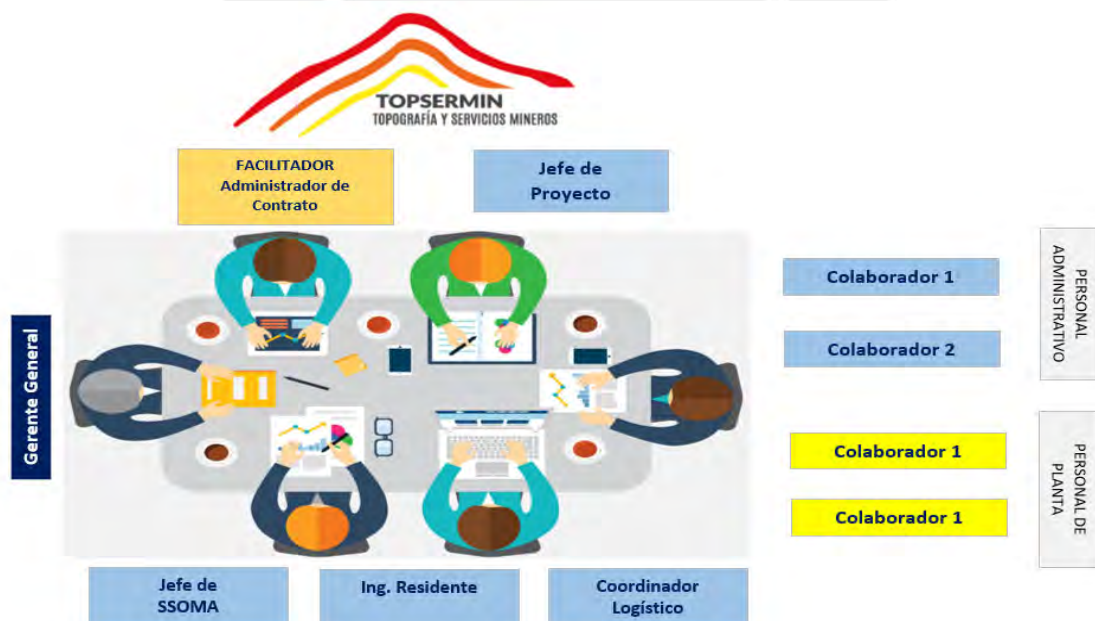 TOPSERMIN
TOPOGRAFÍA Y SERVICIOS MINEROS
FACILITADOR
Administrador de
Contrato
Jefe de
Proyecto
Gerente General
Colaborador 1
Colaborador 2
PERSONAL
ADMINISTRATIVO
Colaborador 1
Colaborador 1
PERSONAL DE
PLANTA
Jefe de
SSOMA
Ing. Residente
Coordinador
Logístico